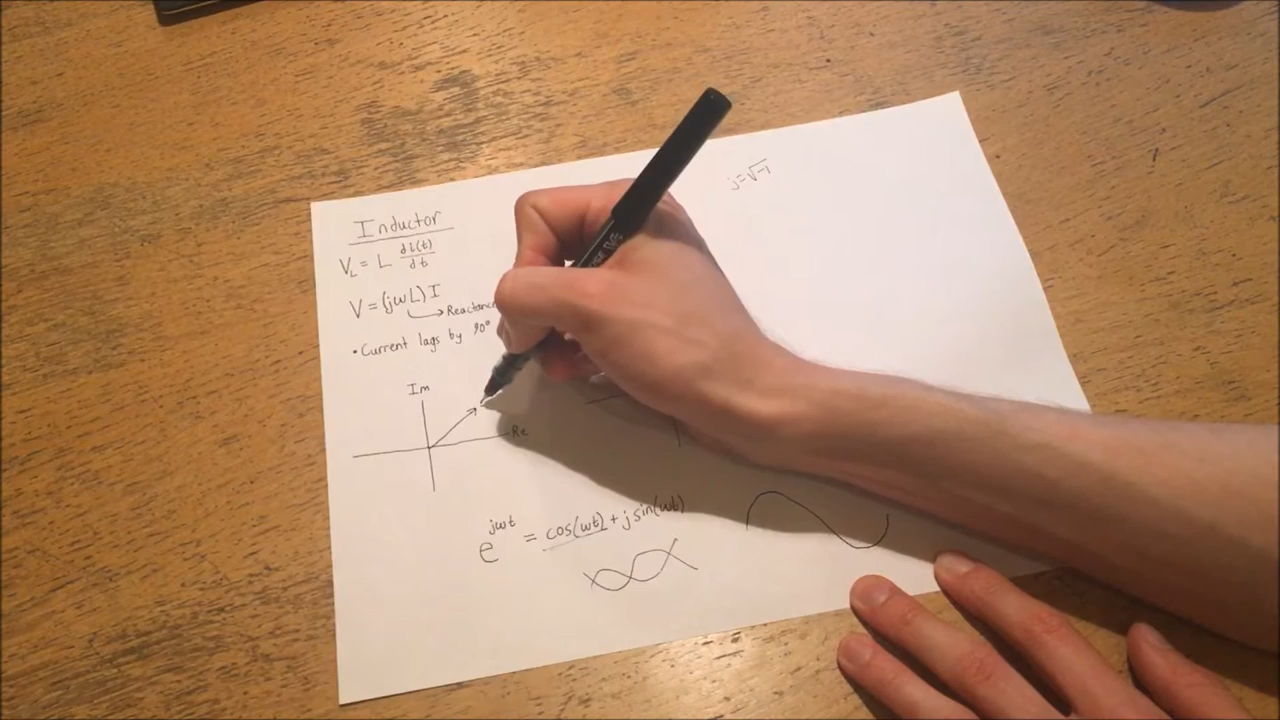 Inductor
V_L = L di(t)/dt
V = (jωL) I
Reactance
• Current lags by 90°
Im
Re
e^jωt = cos(ωt) + j sin(ωt)
j = √-1